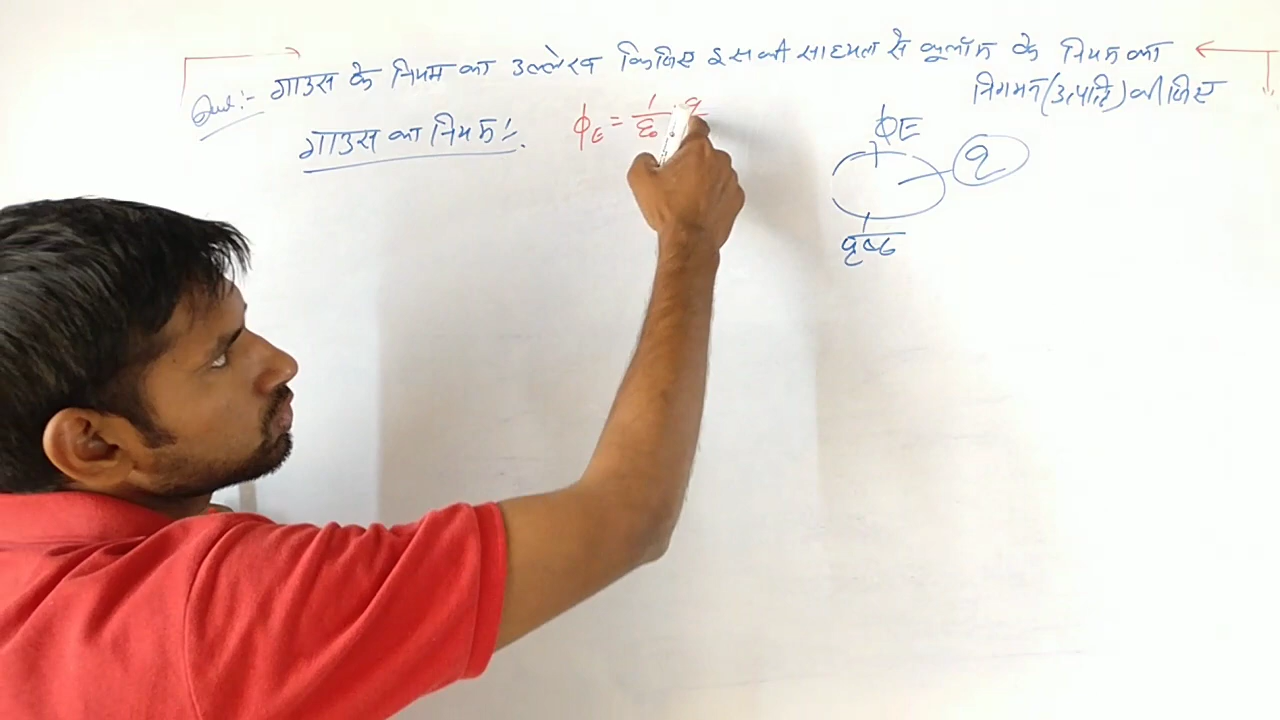 Que:- गाउस के नियम का उल्लेख किजिए इसकी सहायता से कूलॉम के नियम का
निगमन (उत्पत्ति) कीजिए
गाउस का नियम :-
ϕE = 1/ε₀ . q
ϕE
q
पृष्ठ